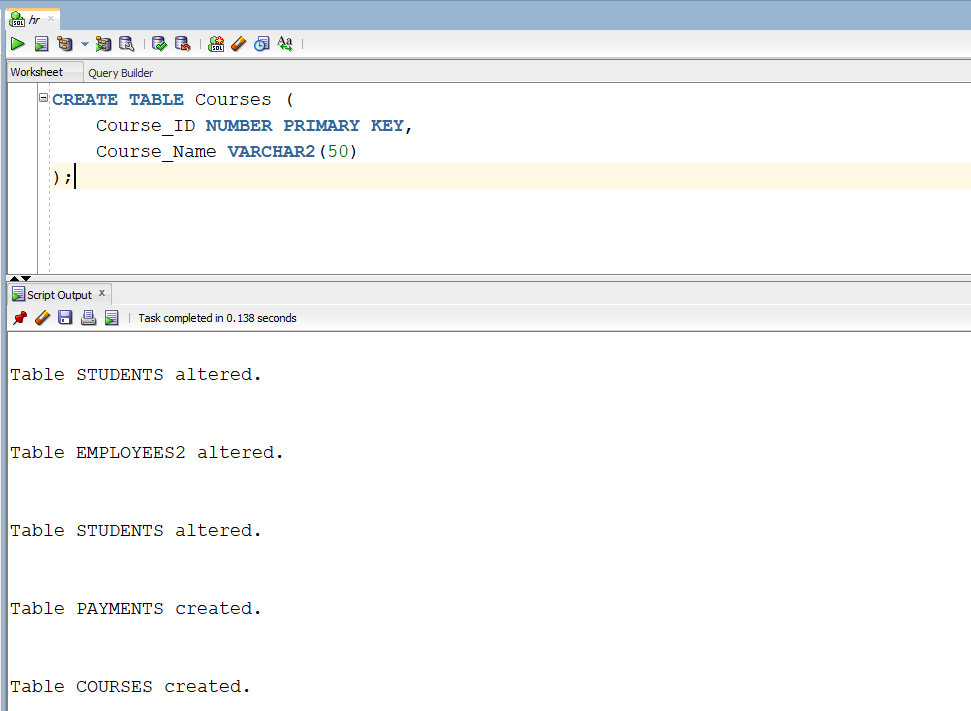 hr
Worksheet
Query Builder
CREATE TABLE Courses (
    Course_ID NUMBER PRIMARY KEY,
    Course_Name VARCHAR2(50)
);
Script Output
Task completed in 0.138 seconds
Table STUDENTS altered.
Table EMPLOYEES2 altered.
Table STUDENTS altered.
Table PAYMENTS created.
Table COURSES created.